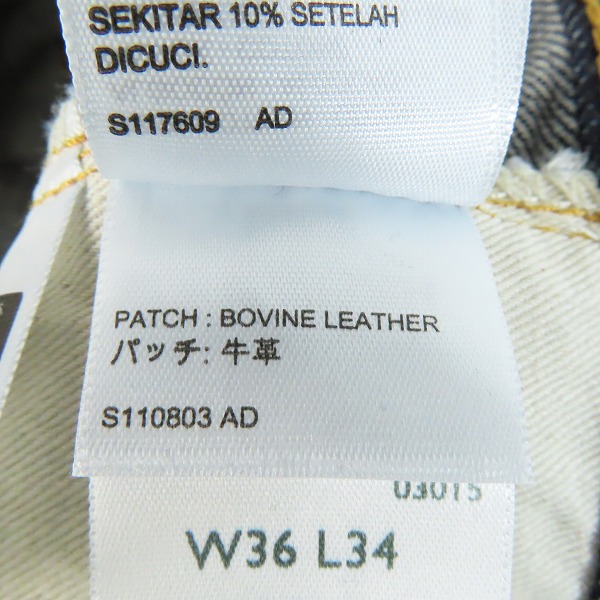 SEKITAR 10% SETELAH
DICUCI.
S117609 AD
PATCH : BOVINE LEATHER
パッチ: 牛革
S110803 AD
03015
W36 L34